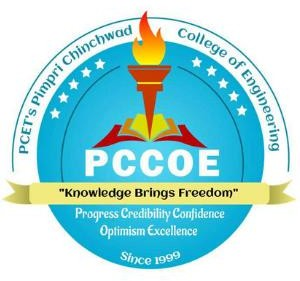 PCET's Pimpri Chinchwad College of Engineering
PCCOE
"Knowledge Brings Freedom"
Progress Credibility Confidence
Optimism Excellence
Since 1999